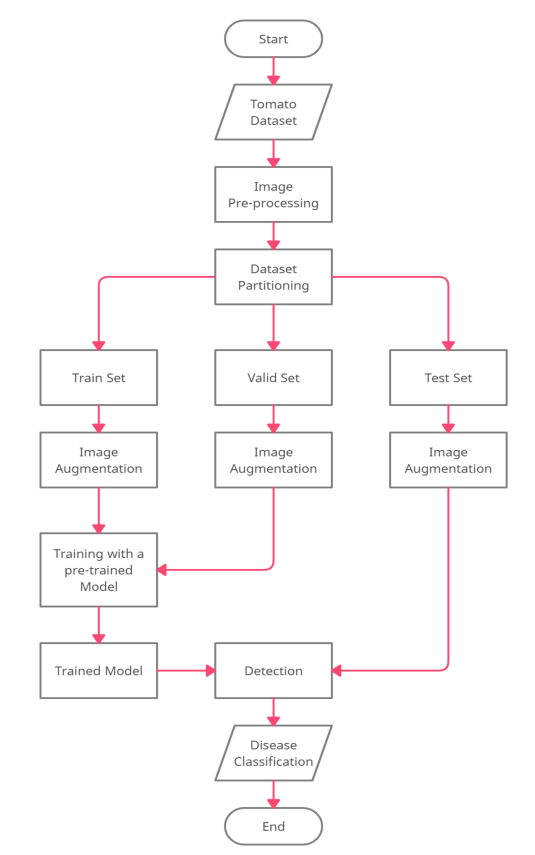 Start
Tomato
Dataset
Image
Pre-processing
Dataset
Partitioning
Train Set
Valid Set
Test Set
Image
Augmentation
Image
Augmentation
Image
Augmentation
Training with a
pre-trained
Model
Trained Model
Detection
Disease
Classification
End